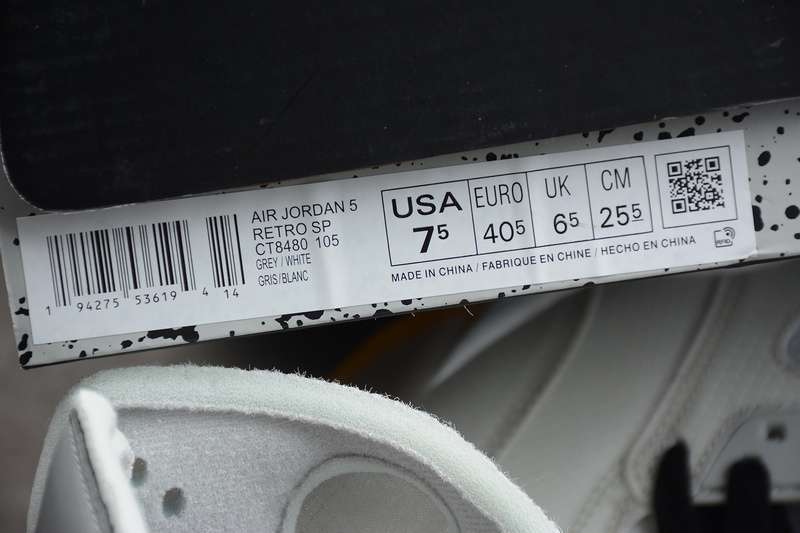 AIR JORDAN 5
RETRO SP
CT8480 105
GREY / WHITE
GRIS / BLANC
1 94275 53619 4 14
USA EURO UK CM
7⁵ 40⁵ 6⁵ 25⁵
MADE IN CHINA / FABRIQUE EN CHINE / HECHO EN CHINA
RFID